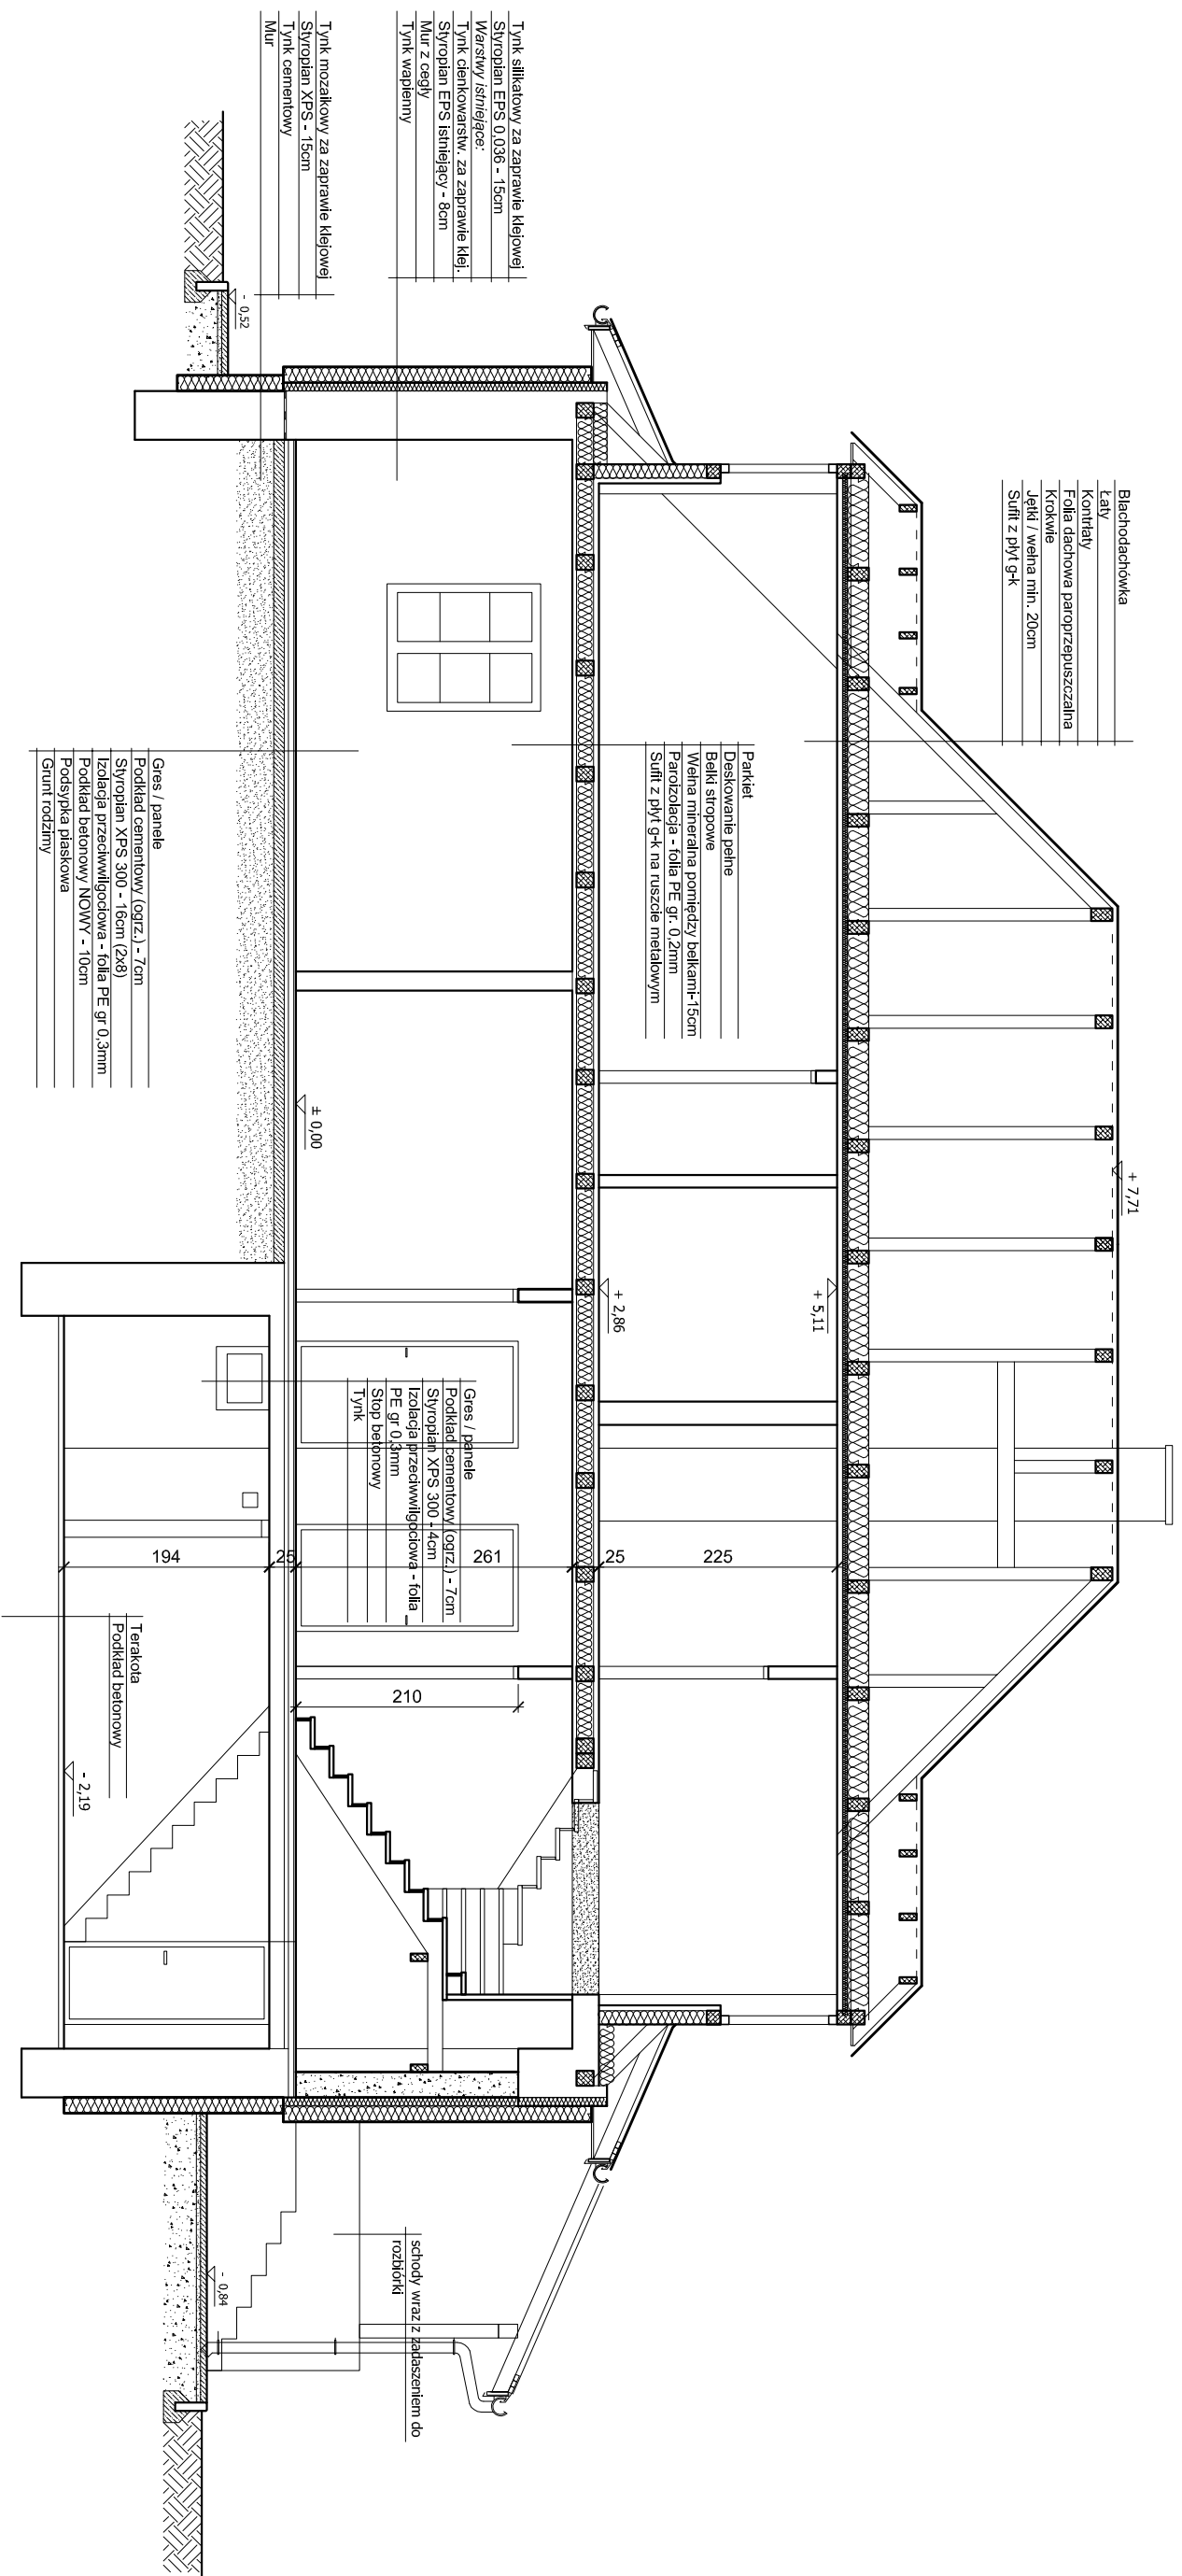 Blachodachówka
Łaty
Kontrłaty
Folia dachowa paroprzepuszczalna
Krokwie
Jętki / wełna min. 20cm
Sufit z płyt g-k
+ 7,71
Tynk silikatowy za zaprawie klejowej
Styropian EPS 0,036 - 15cm
Warstwy istniejące:
Tynk cienkowarstw. za zaprawie klej.
Styropian EPS istniejący - 8cm
Mur z cegły
Tynk wapienny
Parkiet
Deskowanie pełne
Belki stropowe
Wełna mineralna pomiędzy belkami-15cm
Paroizolacja - folia PE gr. 0,2mm
Sufit z płyt g-k na ruszcie metalowym
+ 5,11
225
+ 2,86
25
Tynk mozaikowy za zaprawie klejowej
Styropian XPS - 15cm
Tynk cementowy
Mur
- 0,52
± 0,00
Gres / panele
Podkład cementowy (ogrz.) - 7cm
Styropian XPS 300 - 4cm
Izolacja przeciwwilgociowa - folia
PE gr 0,3mm
Stop betonowy
Tynk
261
210
25
194
schody wraz z zadaszeniem do
rozbiórki
- 0,84
Gres / panele
Podkład cementowy (ogrz.) - 7cm
Styropian XPS 300 - 16cm (2x8)
Izolacja przeciwwilgociowa - folia PE gr 0,3mm
Podkład betonowy NOWY - 10cm
Podsypka piaskowa
Grunt rodzimy
Terakota
Podkład betonowy
- 2,19